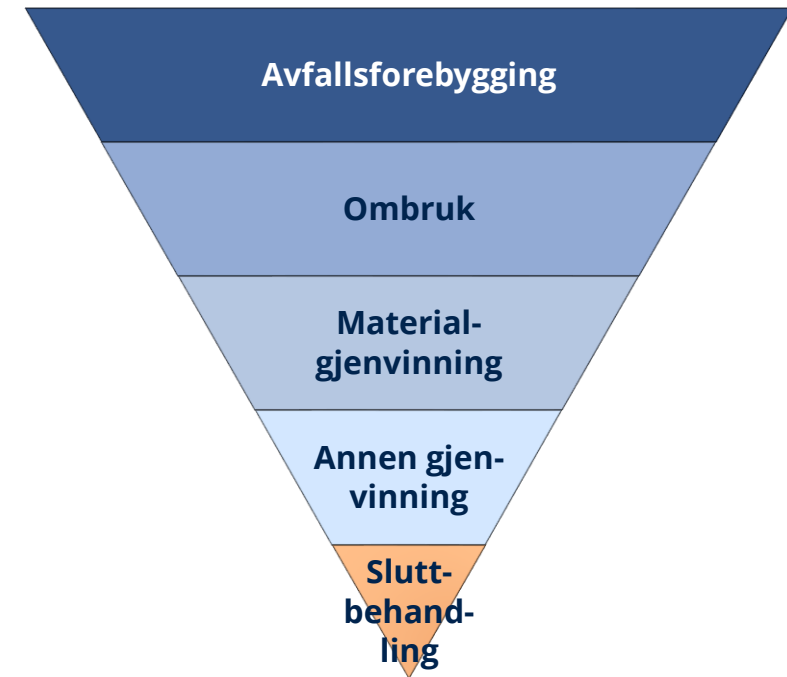 Avfallsforebygging
Ombruk
Material-
gjenvinning
Annen gjen-
vinning
Slutt-
behand-
ling